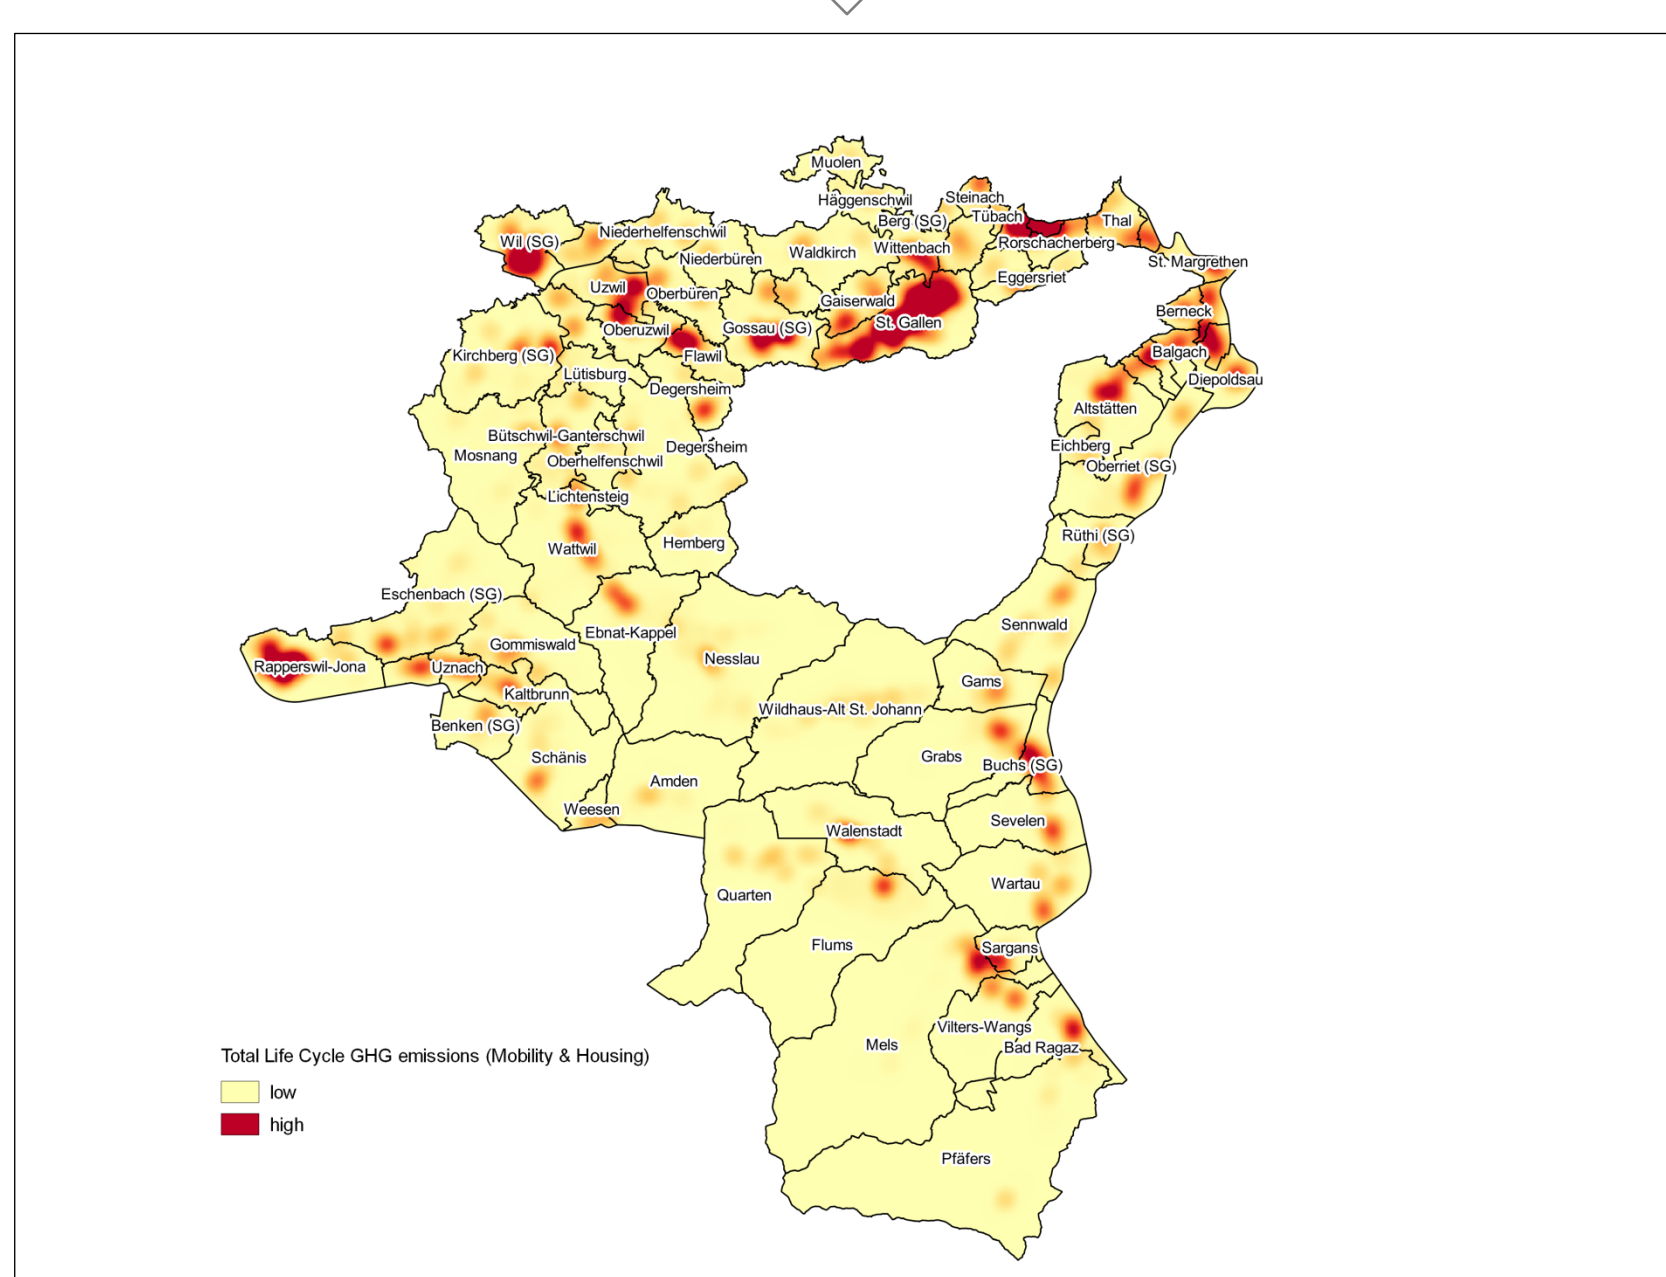 Muolen
Häggenschwil
Steinach
Berg (SG)
Tübach
Thal
Wil (SG)
Niederhelfenschwil
Niederbüren
Waldkirch
Wittenbach
Rorschacherberg
St. Margrethen
Eggersriet
Uzwil
Oberbüren
Gaiserwald
Berneck
Oberuzwil
Gossau (SG)
St. Gallen
Kirchberg (SG)
Flawil
Balgach
Lütisburg
Degersheim
Diepoldsau
Altstätten
Bütschwil-Ganterschwil
Mosnang
Degersheim
Eichberg
Oberhelfenschwil
Oberriet (SG)
Lichtensteig
Wattwil
Hemberg
Rüthi (SG)
Eschenbach (SG)
Ebnat-Kappel
Sennwald
Gommiswald
Rapperswil-Jona
Uznach
Nesslau
Gams
Kaltbrunn
Wildhaus-Alt St. Johann
Benken (SG)
Schänis
Grabs
Buchs (SG)
Amden
Weesen
Walenstadt
Sevelen
Quarten
Wartau
Flums
Sargans
Vilters-Wangs
Mels
Bad Ragaz
Pfäfers
Total Life Cycle GHG emissions (Mobility & Housing)
low
high